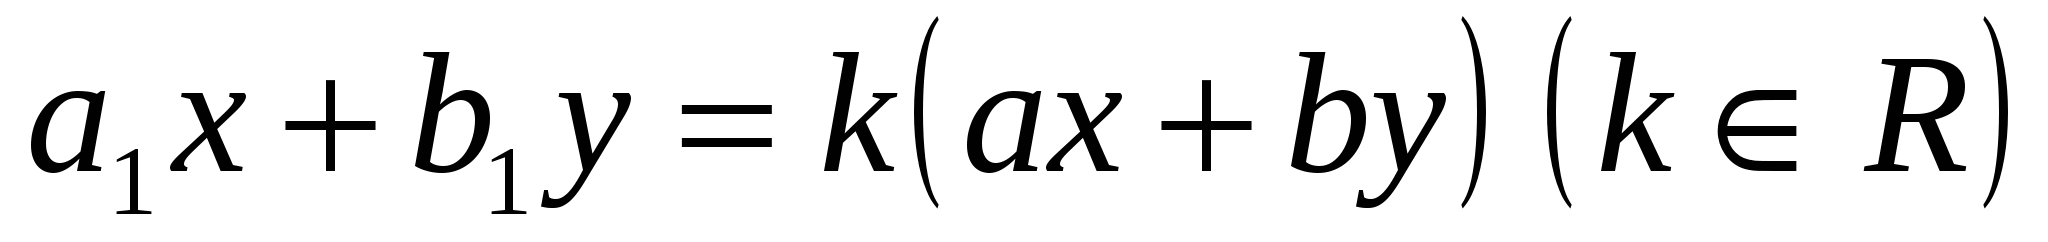 a₁x + b₁y = k(ax + by) (k ∈ R)